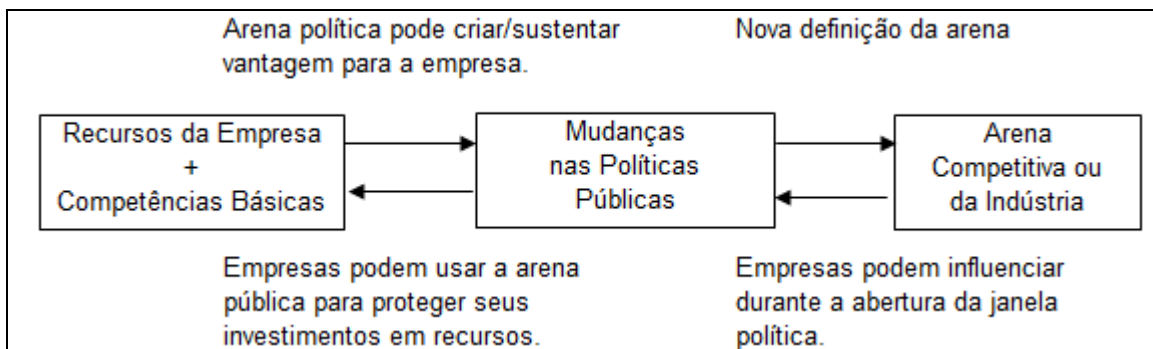 Arena política pode criar/sustentar
vantagem para a empresa.
Nova definição da arena
Recursos da Empresa
+
Competências Básicas
Mudanças
nas Políticas
Públicas
Arena
Competitiva ou
da Indústria
Empresas podem usar a arena
pública para proteger seus
investimentos em recursos.
Empresas podem influenciar
durante a abertura da janela
política.